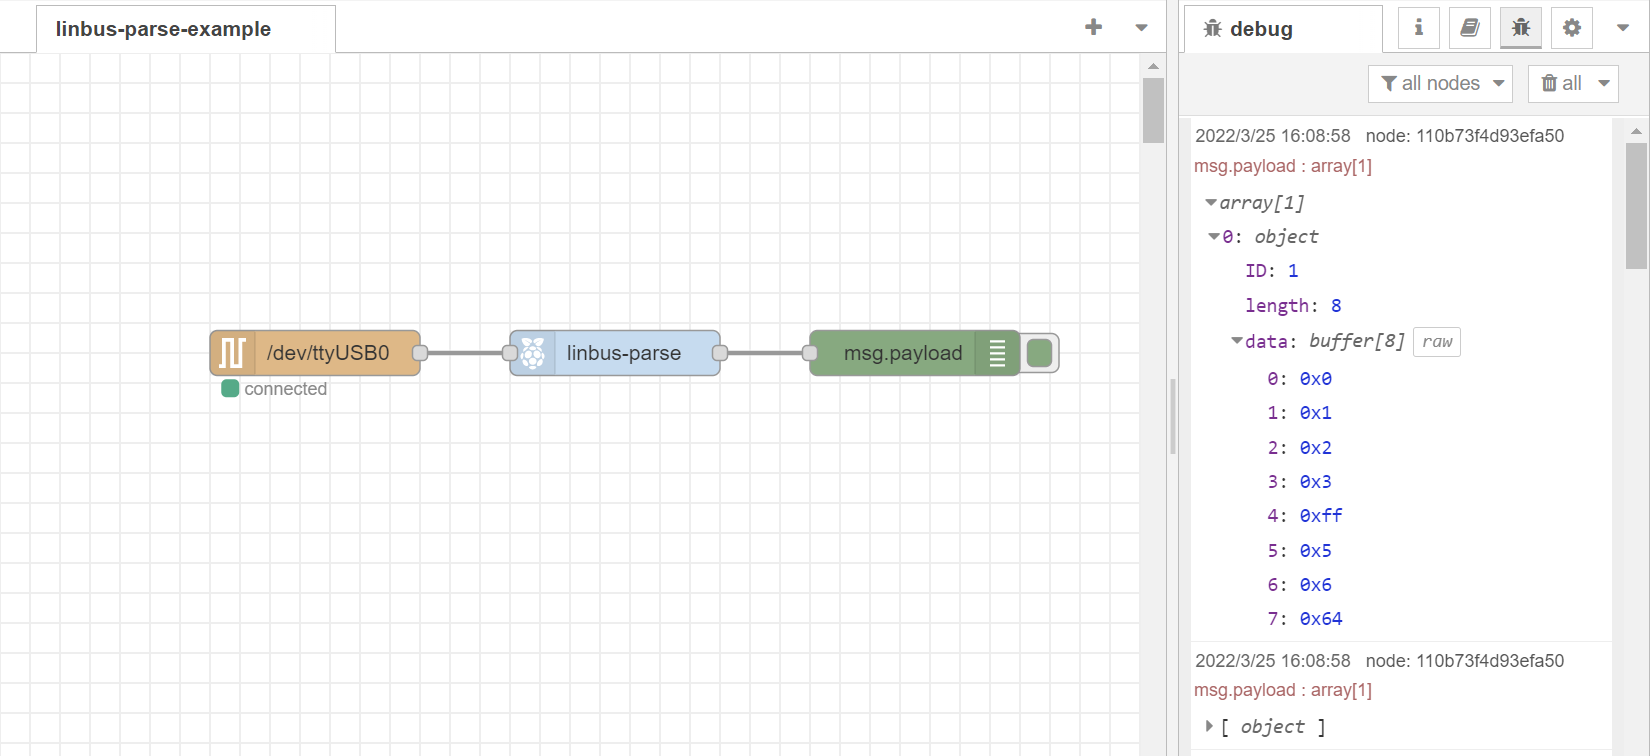 linbus-parse-example
debug
all nodes
all
/dev/ttyUSB0
linbus-parse
msg.payload
connected
2022/3/25 16:08:58 node: 110b73f4d93efa50
msg.payload : array[1]
array[1]
0: object
ID: 1
length: 8
data: buffer[8] raw
0: 0x0
1: 0x1
2: 0x2
3: 0x3
4: 0xff
5: 0x5
6: 0x6
7: 0x64
2022/3/25 16:08:58 node: 110b73f4d93efa50
msg.payload : array[1]
[ object ]